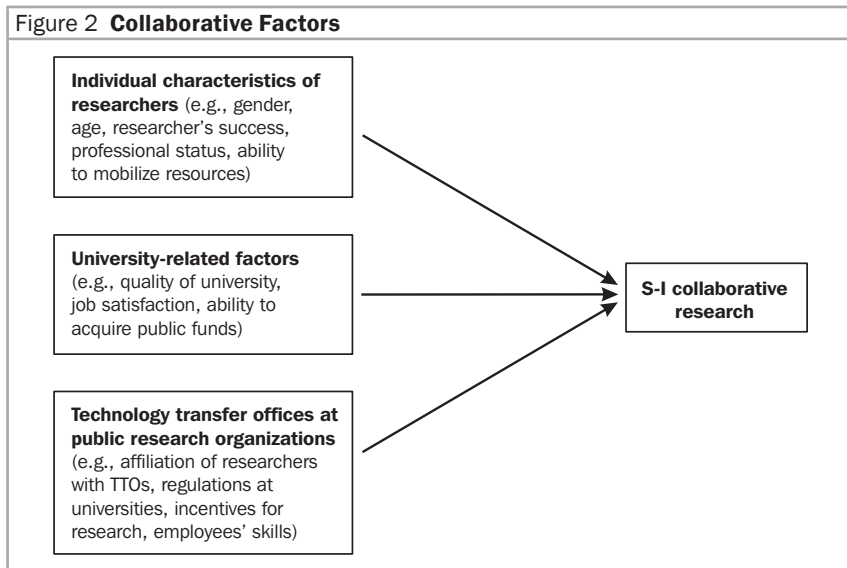 Figure 2 Collaborative Factors
Individual characteristics of
researchers (e.g., gender,
age, researcher's success,
professional status, ability
to mobilize resources)
University-related factors
(e.g., quality of university,
job satisfaction, ability to
acquire public funds)
S-I collaborative
research
Technology transfer offices at
public research organizations
(e.g., affiliation of researchers
with TTOs, regulations at
universities, incentives for
research, employees' skills)